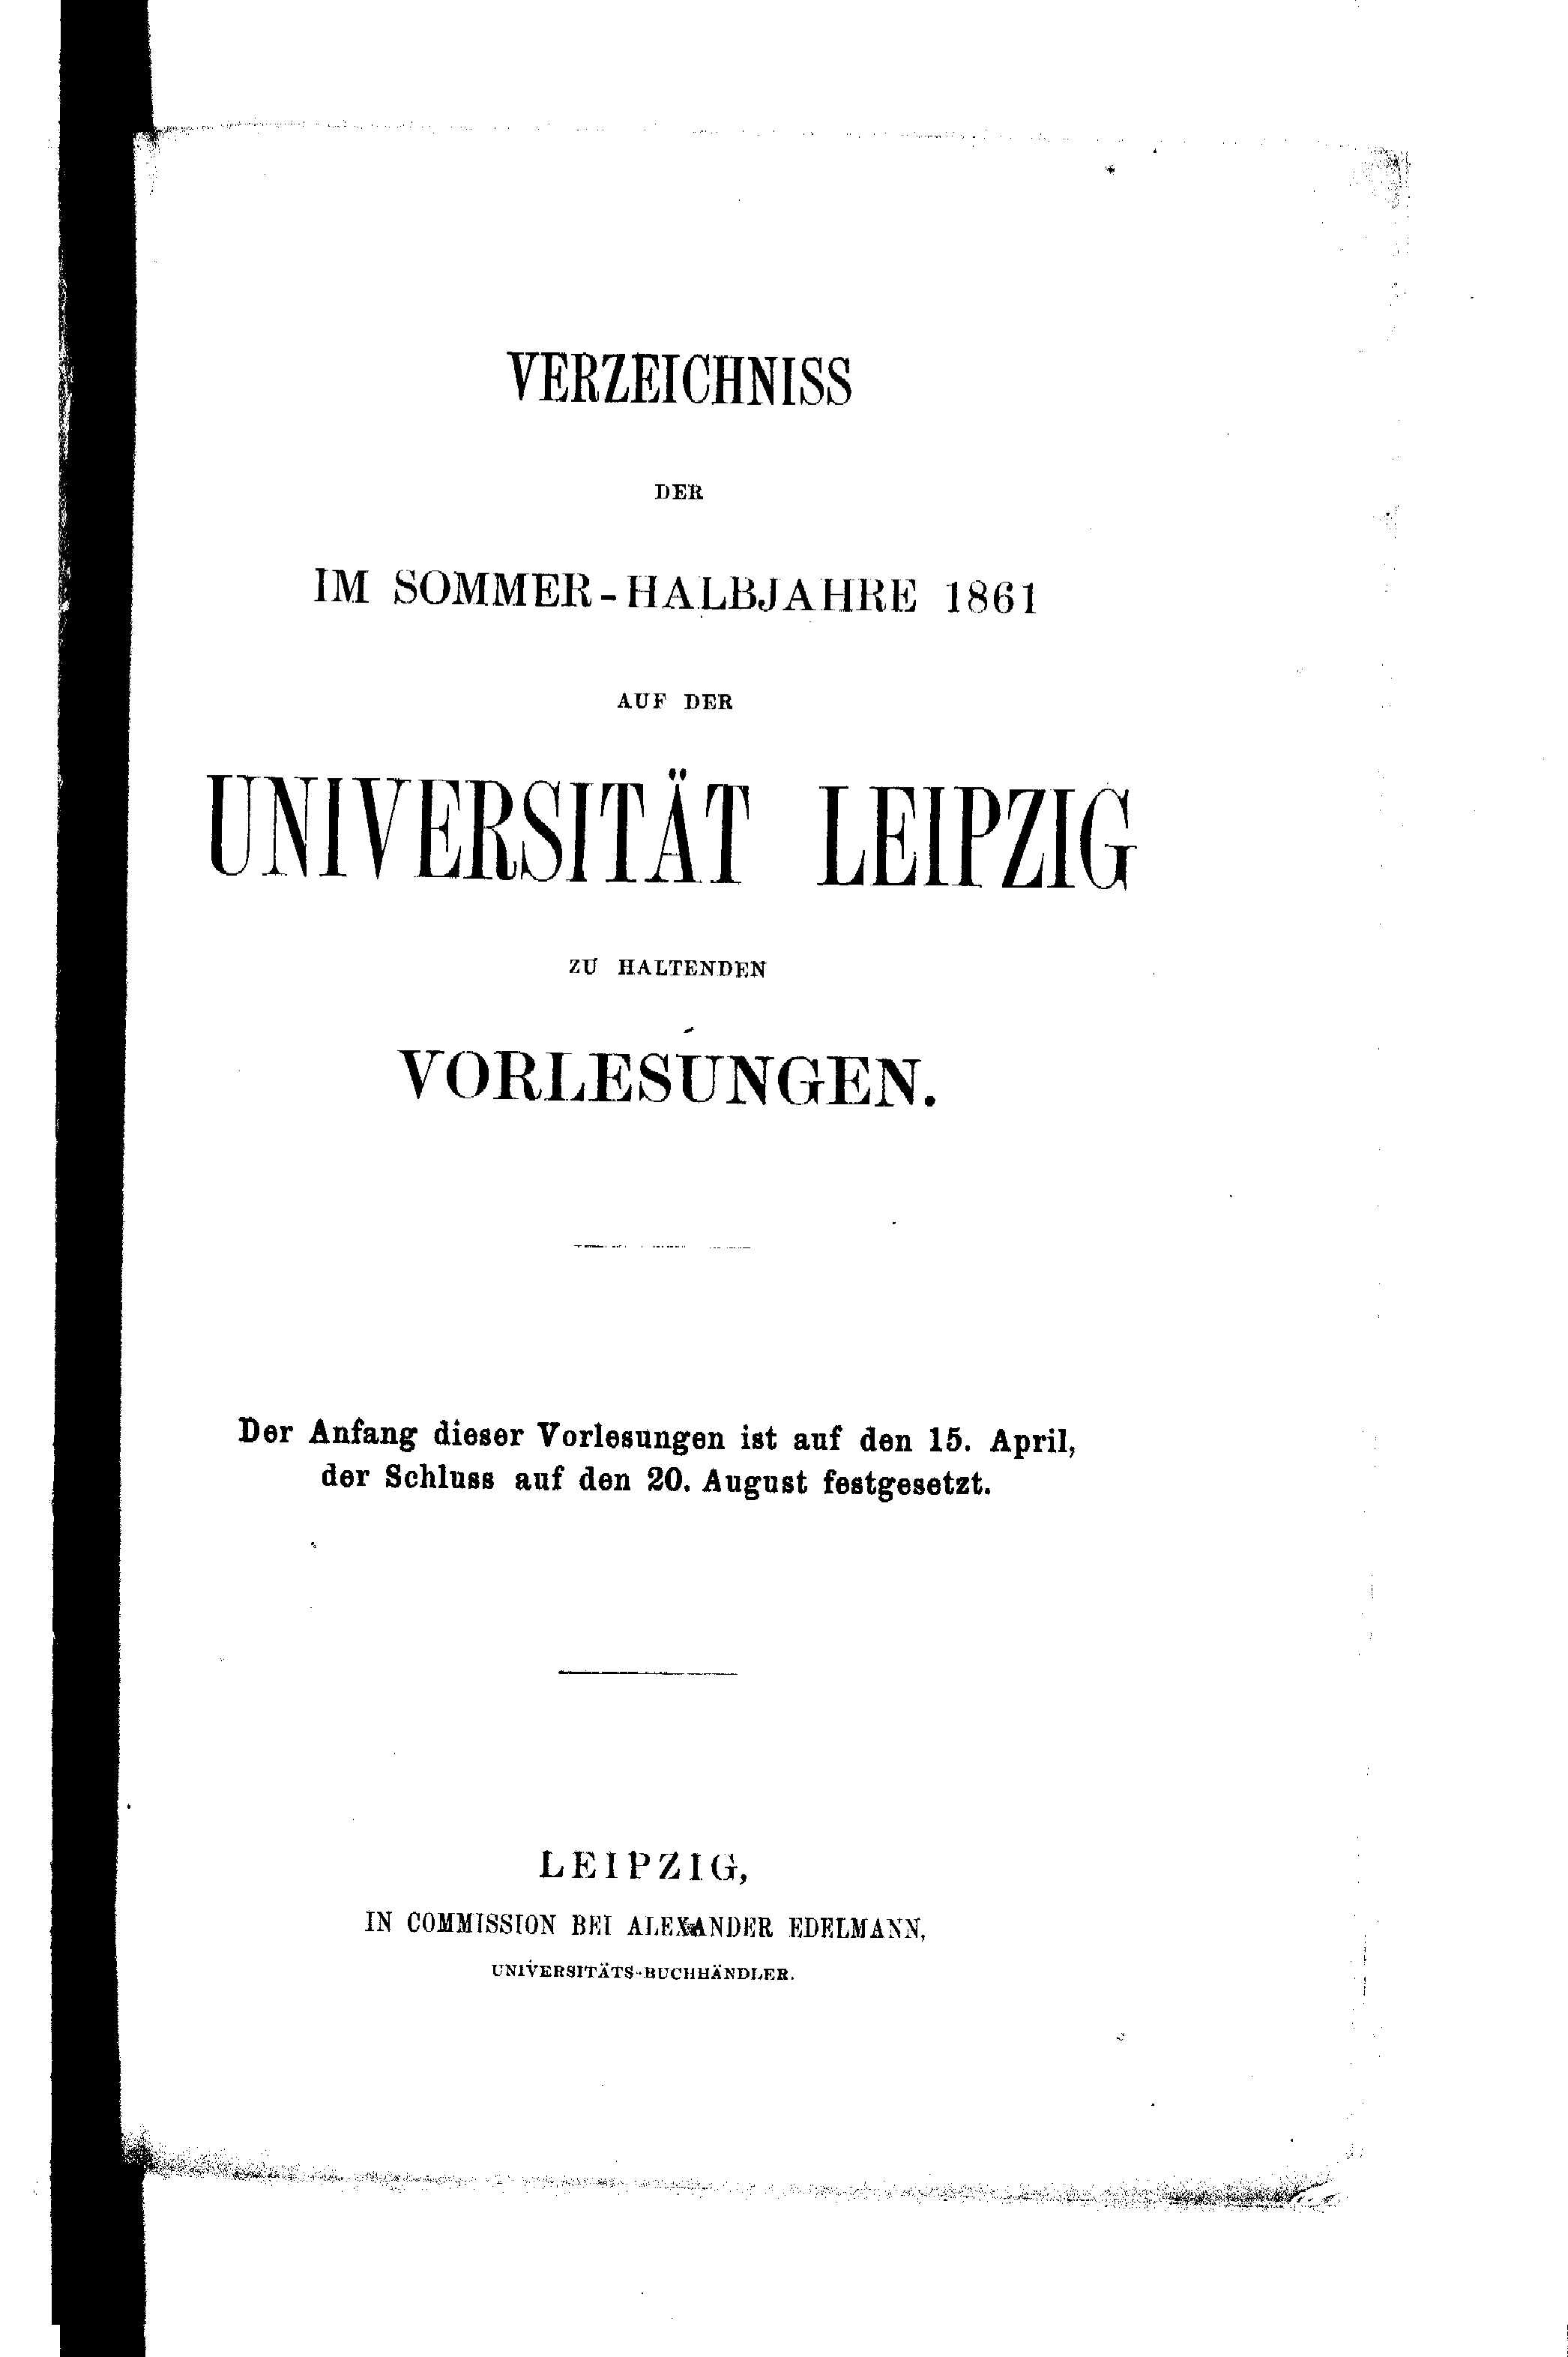 VERZEICHNISS
DER
IM SOMMER-HALBJAHRE 1861
AUF DER
UNIVERSITÄT LEIPZIG
ZU HALTENDEN
VORLESUNGEN.
Der Anfang dieser Vorlesungen ist auf den 15. April,
der Schluss auf den 20. August festgesetzt.
LEIPZIG,
IN COMMISSION BEI ALEXANDER EDELMANN,
UNIVERSITÄTS-BUCHHÄNDLER.